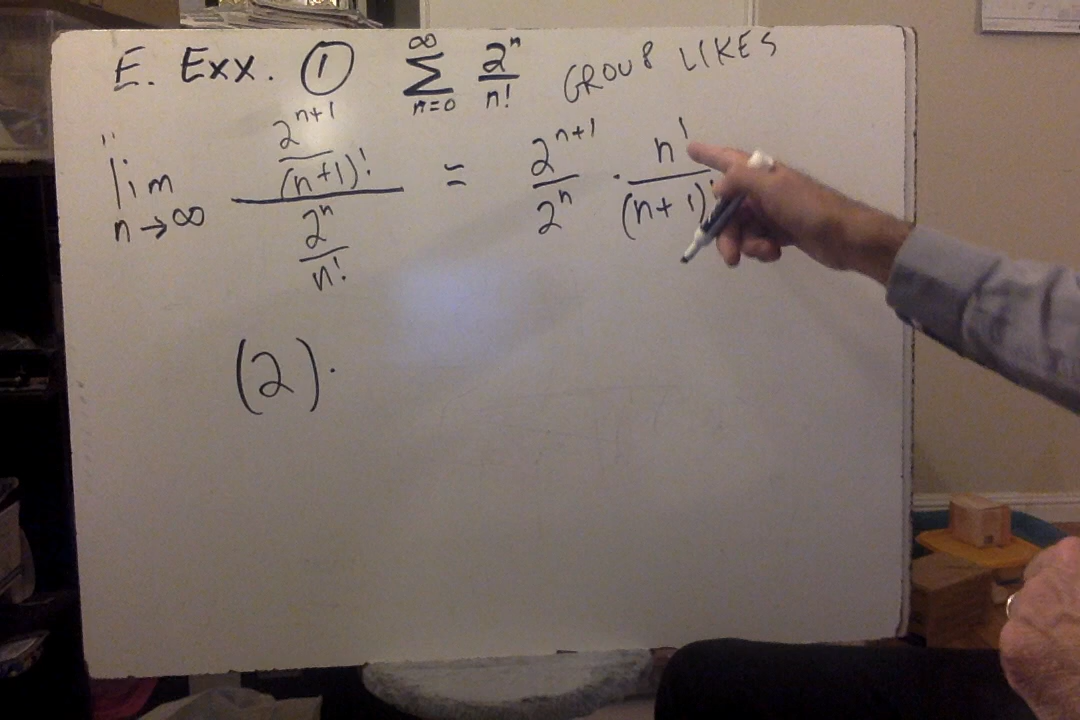 E. Exx. ① ∞ Σ n=0 2^n / n! GROUP LIKES
" lim n→∞ (2^(n+1) / (n+1)!) / (2^n / n!) = 2^(n+1) / 2^n · n! / (n+1)!
(2)·